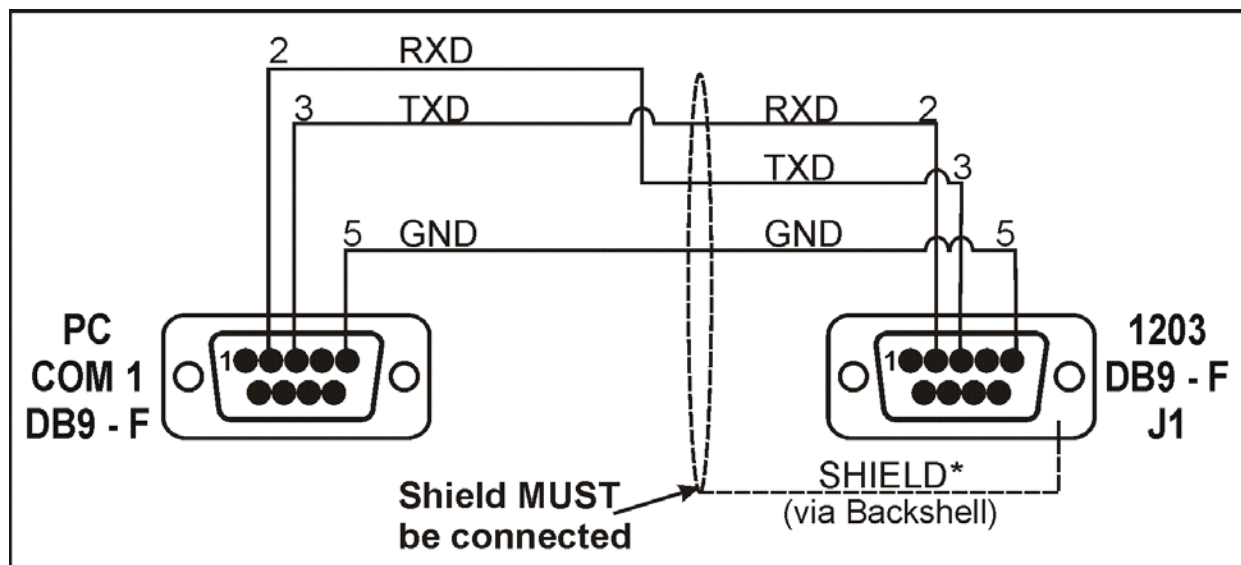 2 RXD
3 TXD RXD 2
TXD 3
5 GND GND 5
PC
COM 1
DB9 - F
1
1
1203
DB9 - F
J1
Shield MUST
be connected
SHIELD*
(via Backshell)